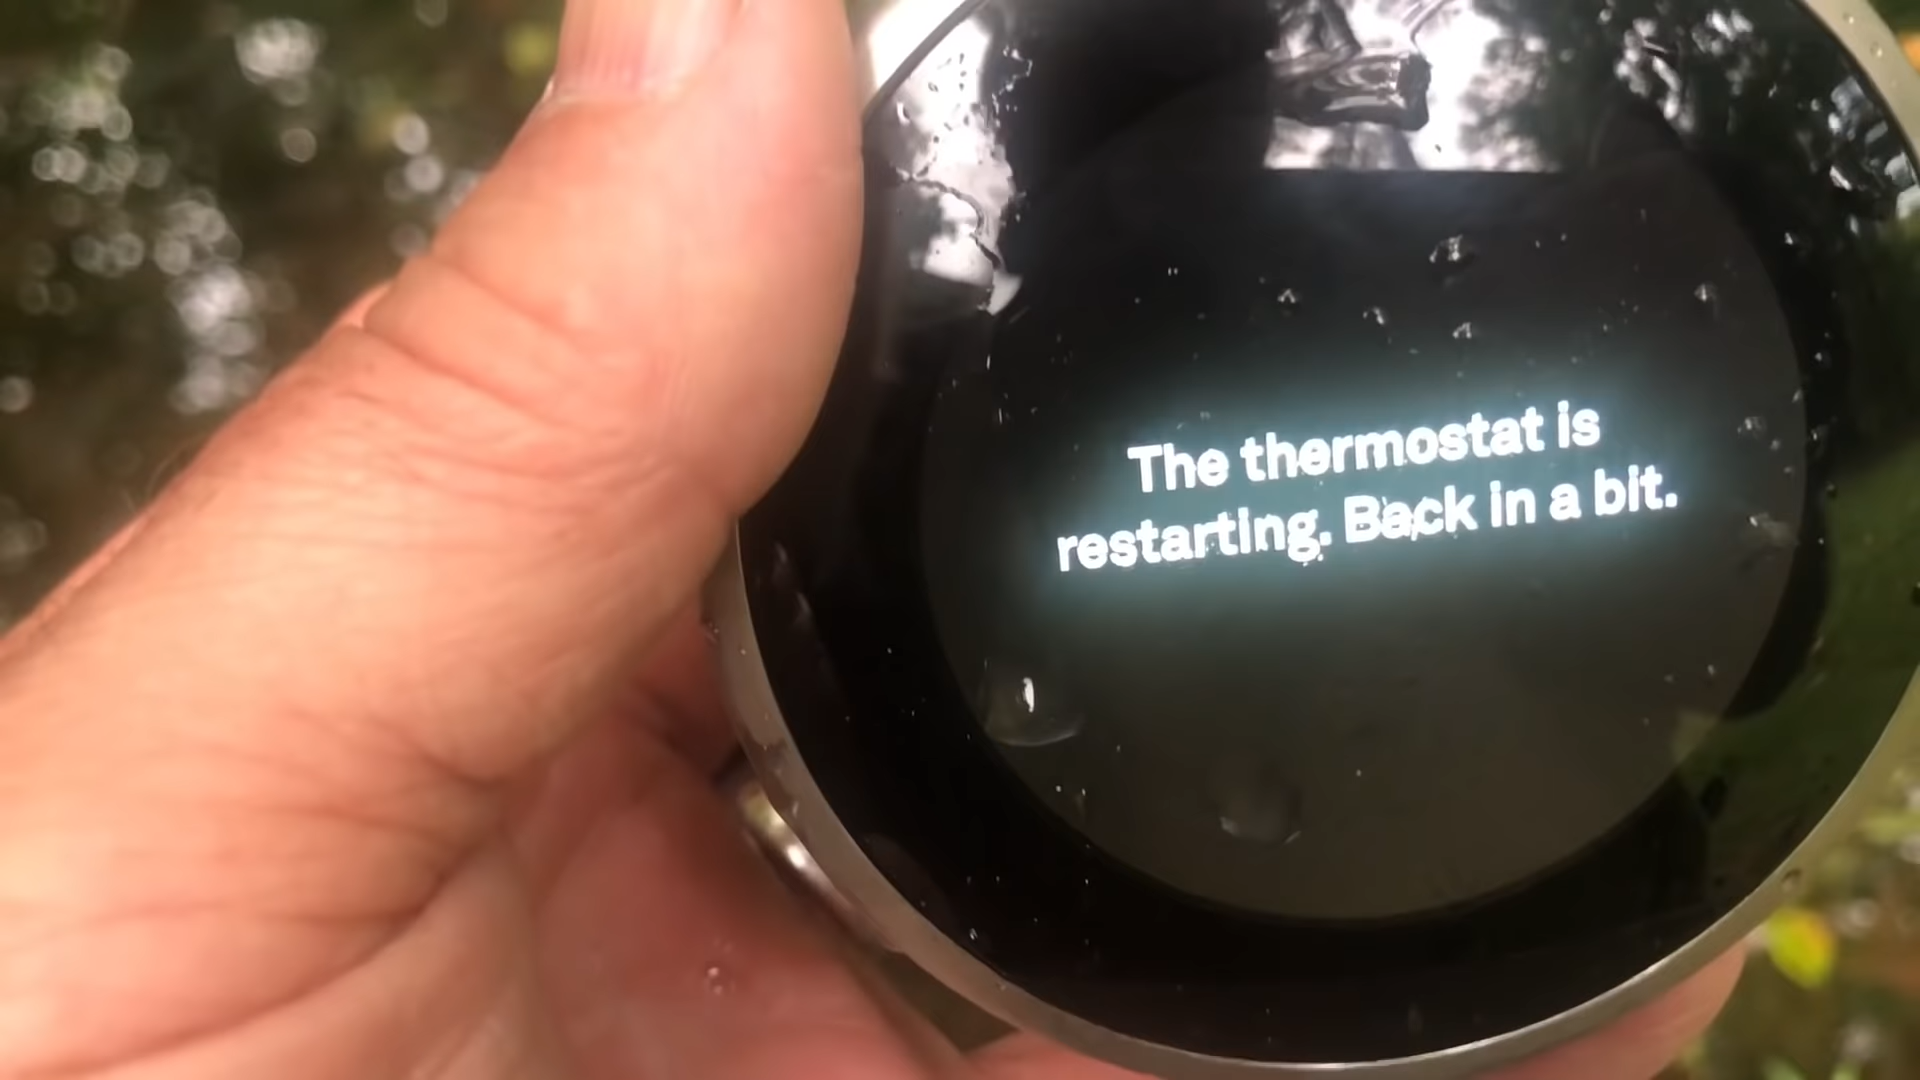 The thermostat is
restarting. Back in a bit.